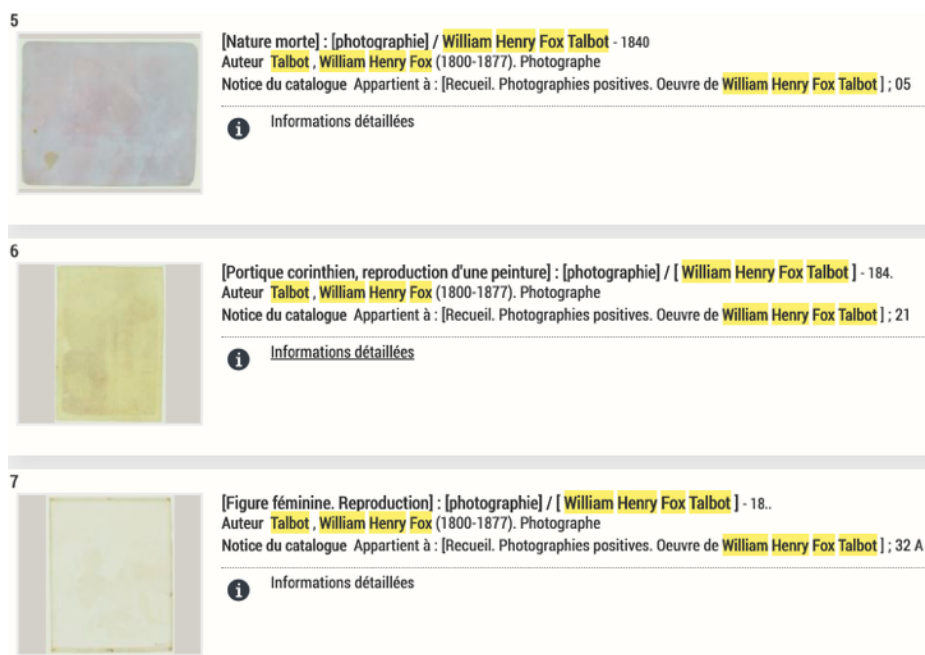 5
[Nature morte] : [photographie] / William Henry Fox Talbot - 1840
Auteur Talbot , William Henry Fox (1800-1877). Photographe
Notice du catalogue Appartient à : [Recueil. Photographies positives. Oeuvre de William Henry Fox Talbot ] ; 05
i Informations détaillées
6
[Portique corinthien, reproduction d'une peinture] : [photographie] / [ William Henry Fox Talbot ] - 184.
Auteur Talbot , William Henry Fox (1800-1877). Photographe
Notice du catalogue Appartient à : [Recueil. Photographies positives. Oeuvre de William Henry Fox Talbot ] ; 21
i Informations détaillées
7
[Figure féminine. Reproduction] : [photographie] / [ William Henry Fox Talbot ] - 18..
Auteur Talbot , William Henry Fox (1800-1877). Photographe
Notice du catalogue Appartient à : [Recueil. Photographies positives. Oeuvre de William Henry Fox Talbot ] ; 32 A
i Informations détaillées